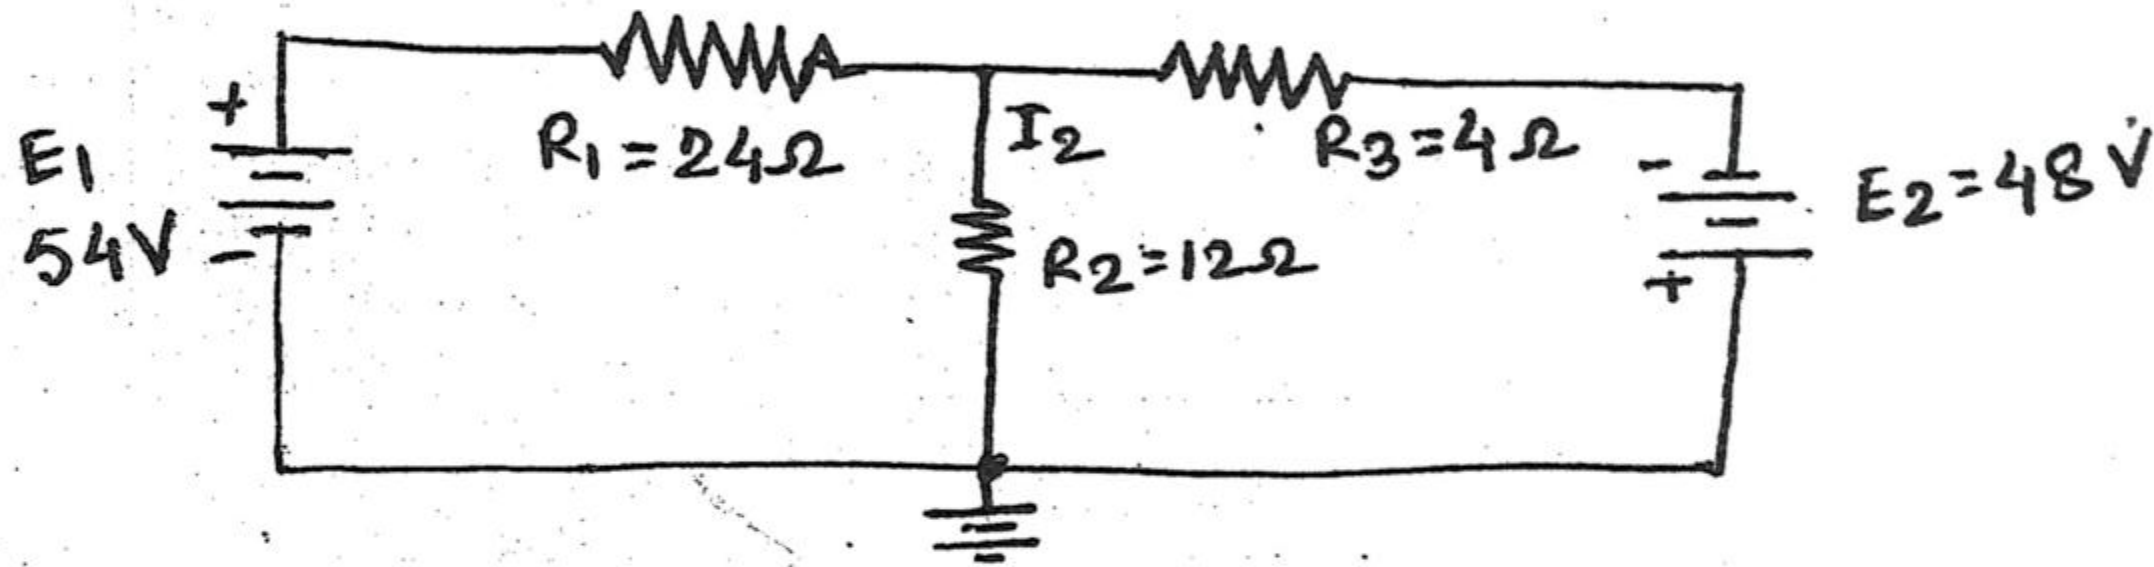 +
E1
54V
-
R1 = 24Ω
I2
R2 = 12Ω
R3 = 4Ω
-
E2 = 48V
+